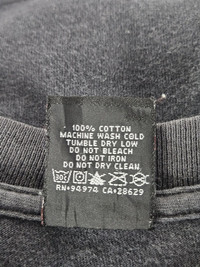 100% COTTON
MACHINE WASH COLD
TUMBLE DRY LOW
DO NOT BLEACH
DO NOT IRON
DO NOT DRY CLEAN
30c
RN#94974 CA#28629